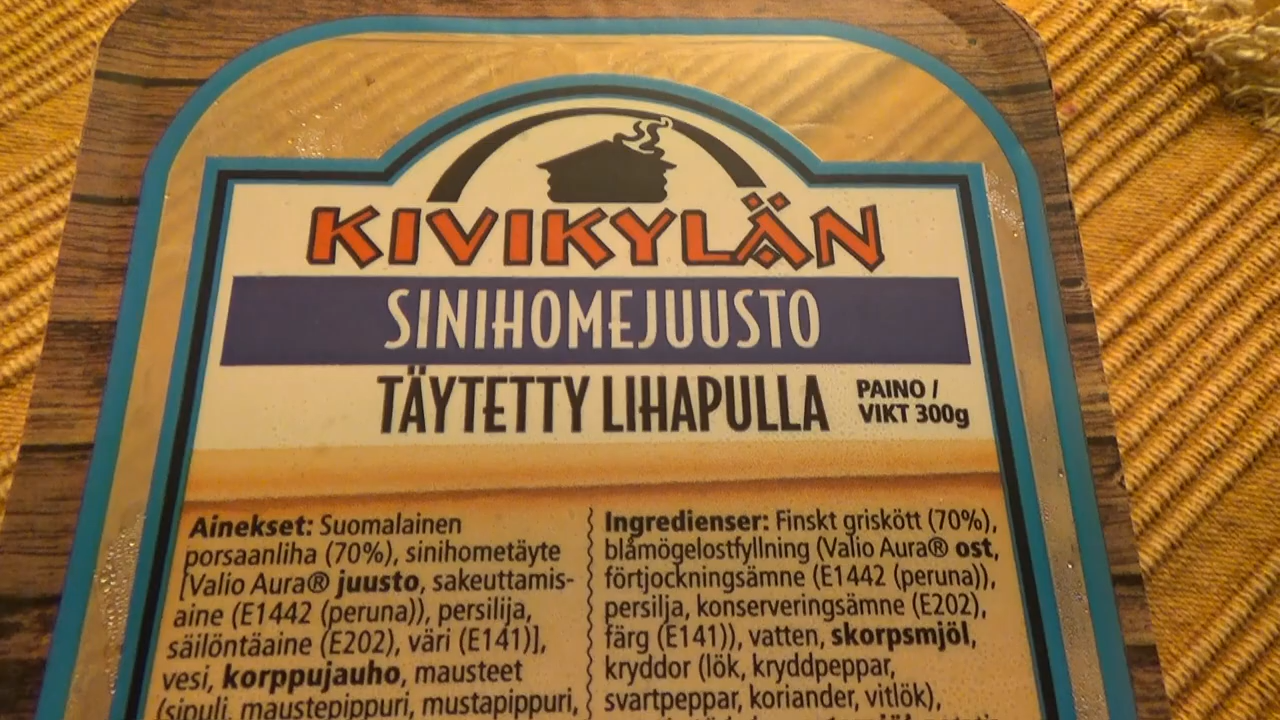 KIVIKYLÄN
SINIHOMEJUUSTO
TÄYTETTY LIHAPULLA
PAINO /
VIKT 300g
Ainekset: Suomalainen
porsaanliha (70%), sinihometäyte
[Valio Aura® juusto, sakeuttamis-
aine (E1442 (peruna)), persilija,
säilöntäaine (E202), väri (E141)],
vesi, korppujauho, mausteet
(sipuli, maustepippuri, mustapippuri,
Ingredienser: Finskt griskött (70%),
blåmögelostfyllning (Valio Aura® ost,
förtjockningsämne (E1442 (peruna)),
persilja, konserveringsämne (E202),
färg (E141)), vatten, skorpsmjöl,
kryddor (lök, kryddpeppar,
svartpeppar, koriander, vitlök),